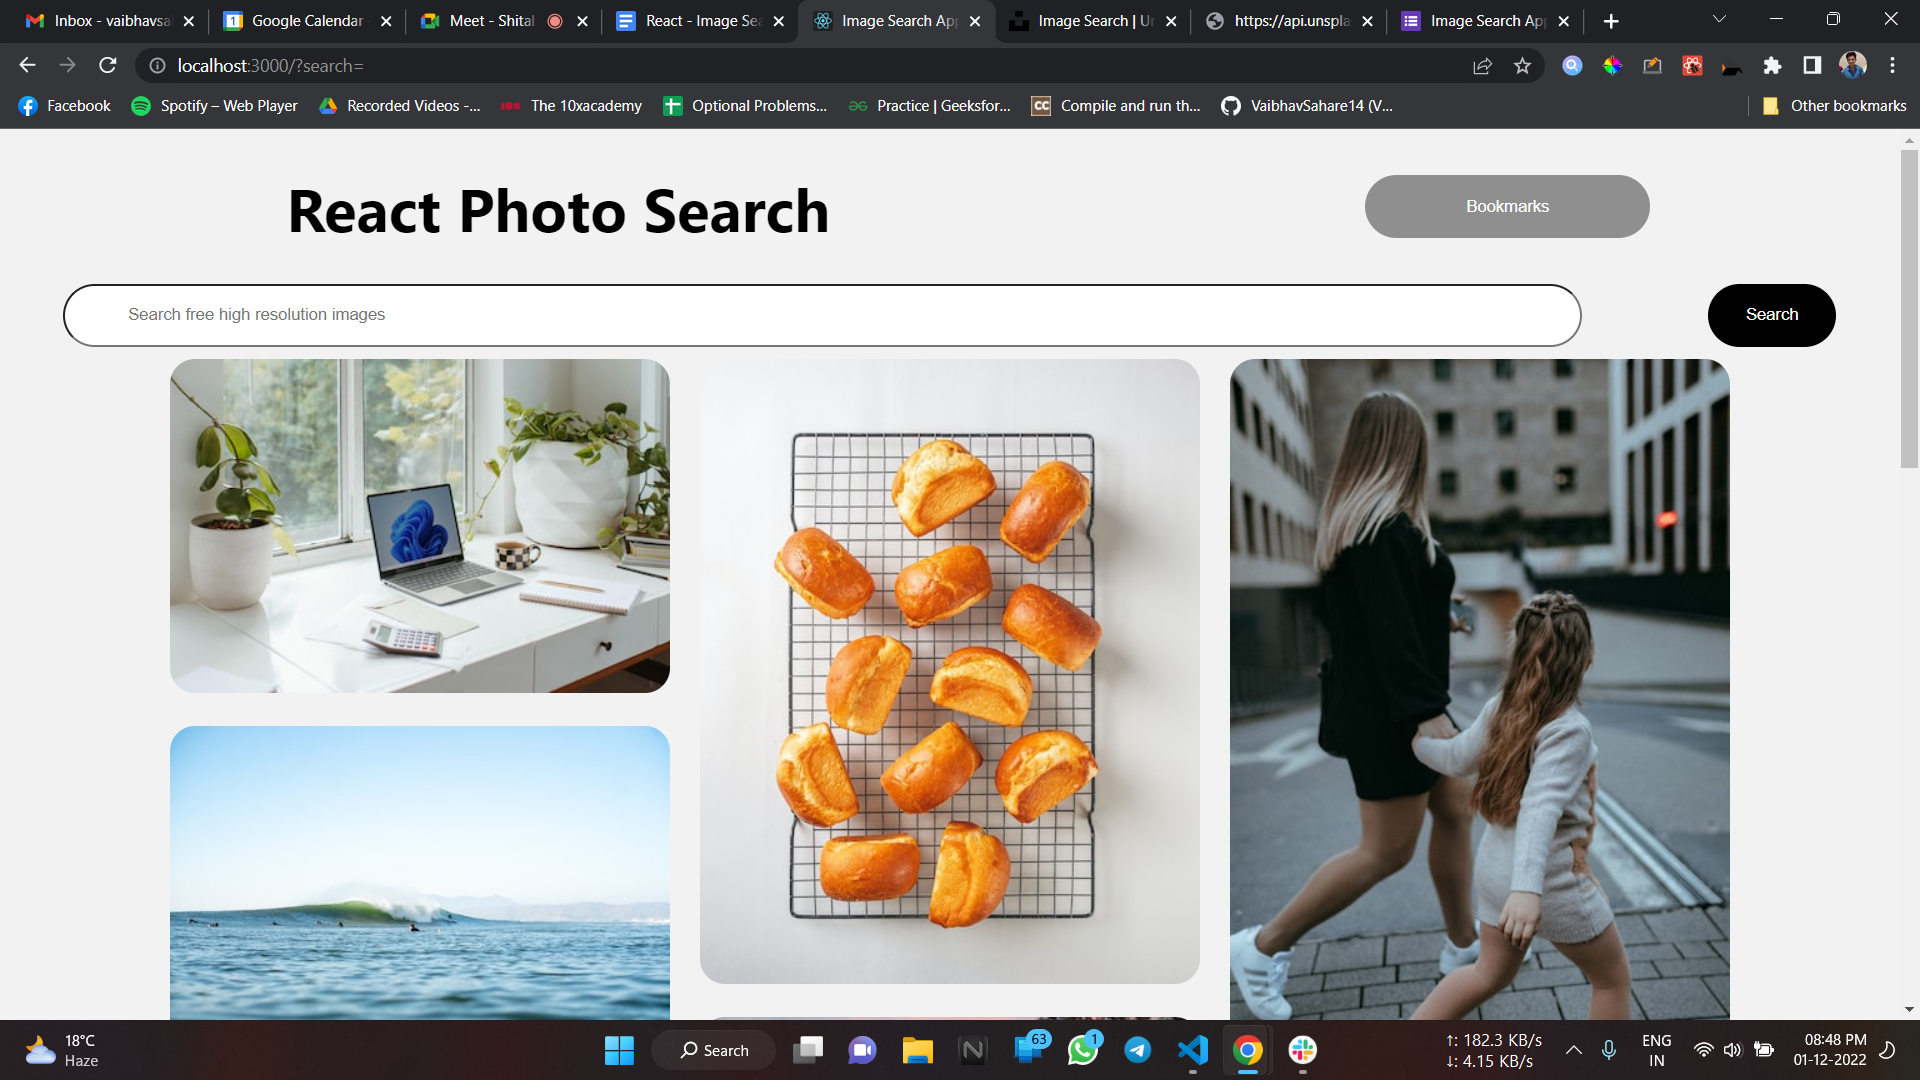 Inbox - vaibhavsa
Google Calendar
Meet - Shital
React - Image Se
Image Search Ap
Image Search | Un
https://api.unspla
Image Search Ap
localhost:3000/?search=
Facebook
Spotify – Web Player
Recorded Videos -...
10X
The 10xacademy
Optional Problems...
Practice | Geeksfor...
CC
Compile and run th...
VaibhavSahare14 (V...
Other bookmarks
React Photo Search
Bookmarks
Search free high resolution images
Search
18°C
Haze
Search
63
1
↑: 182.3 KB/s
↓: 4.15 KB/s
ENG
IN
08:48 PM
01-12-2022